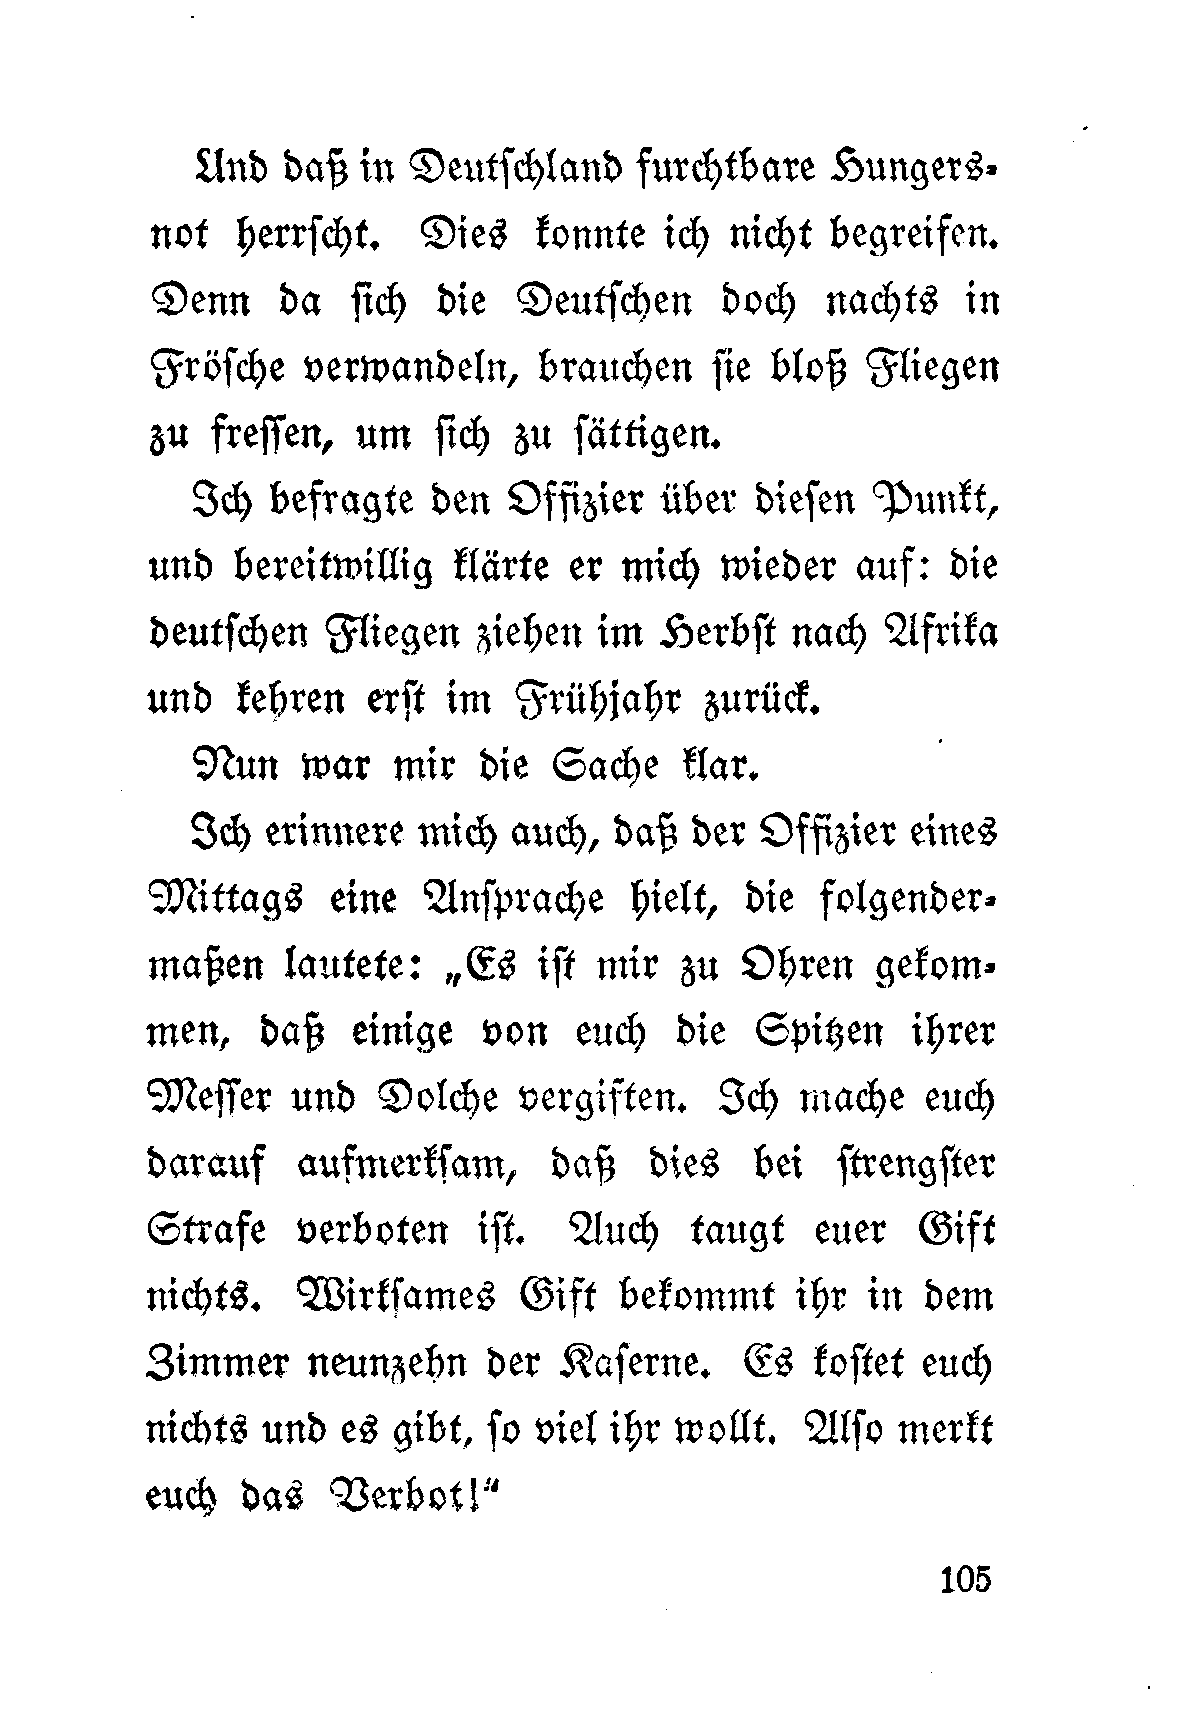 Und daß in Deutschland furchtbare Hungers-
not herrscht. Dies konnte ich nicht begreifen.
Denn da sich die Deutschen doch nachts in
Frösche verwandeln, brauchen sie bloß Fliegen
zu fressen, um sich zu sättigen.
Ich befragte den Offizier über diesen Punkt,
und bereitwillig klärte er mich wieder auf: die
deutschen Fliegen ziehen im Herbst nach Afrika
und kehren erst im Frühjahr zurück.
Nun war mir die Sache klar.
Ich erinnere mich auch, daß der Offizier eines
Mittags eine Ansprache hielt, die folgender-
maßen lautete: „Es ist mir zu Ohren gekom-
men, daß einige von euch die Spitzen ihrer
Messer und Dolche vergiften. Ich mache euch
darauf aufmerksam, daß dies bei strengster
Strafe verboten ist. Auch taugt euer Gift
nichts. Wirksames Gift bekommt ihr in dem
Zimmer neunzehn der Kaserne. Es kostet euch
nichts und es gibt, so viel ihr wollt. Also merkt
euch das Verbot!“
105